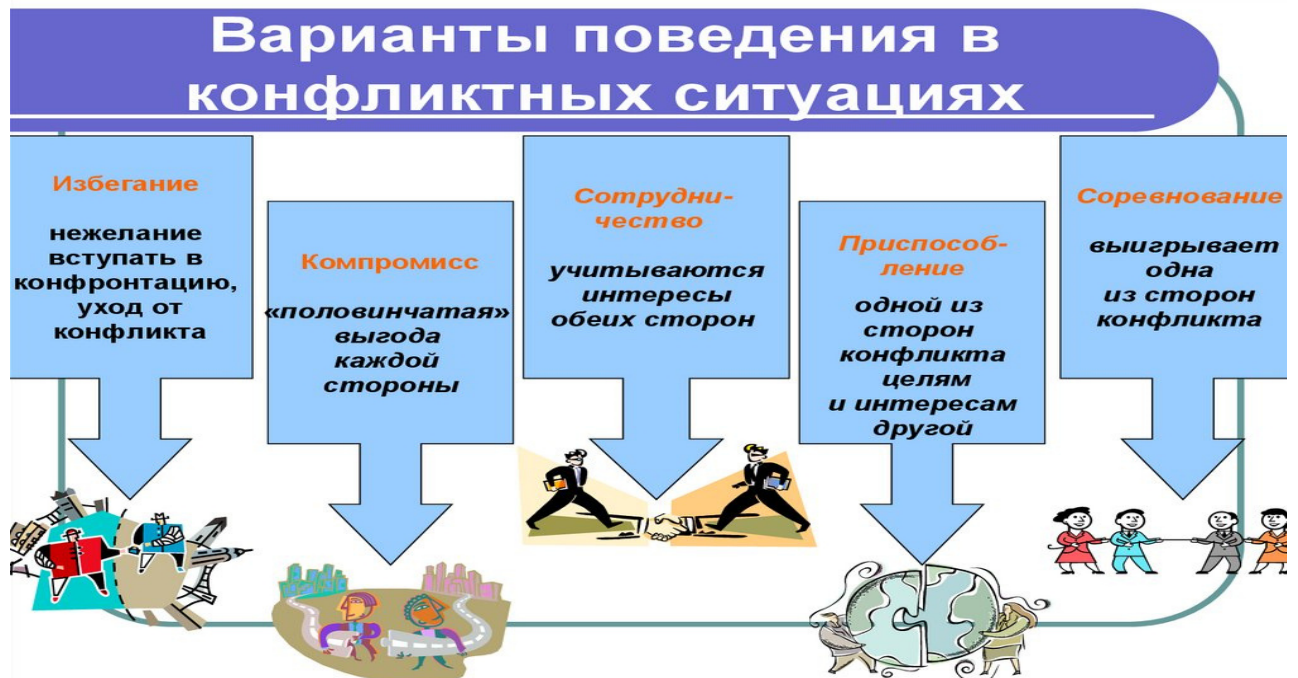 Варианты поведения в
конфликтных ситуациях
Избегание
нежелание
вступать в
конфронтацию,
уход от
конфликта
Компромисс
«половинчатая»
выгода
каждой
стороны
Сотрудни-
чество
учитываются
интересы
обеих сторон
Приспособ-
ление
одной из
сторон
конфликта
целям
и интересам
другой
Соревнование
выигрывает
одна
из сторон
конфликта